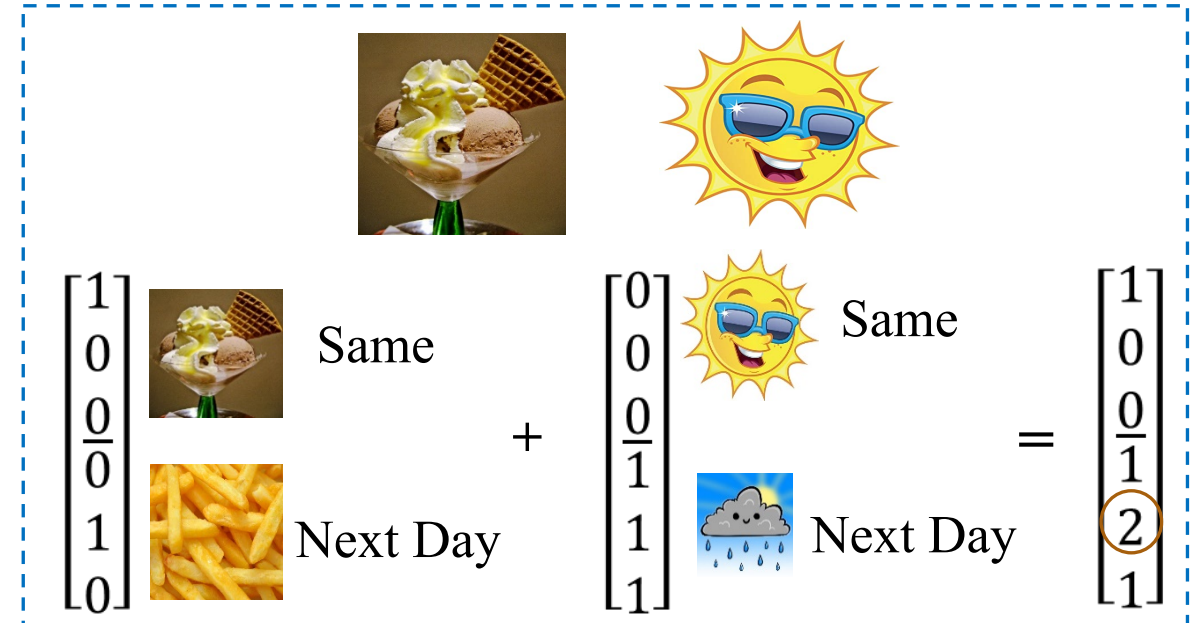 1 0 1
0 Same 0 Same 0
0 0 0
0 + 1 = 1
1 Next Day 1 Next Day 2
0 1 1